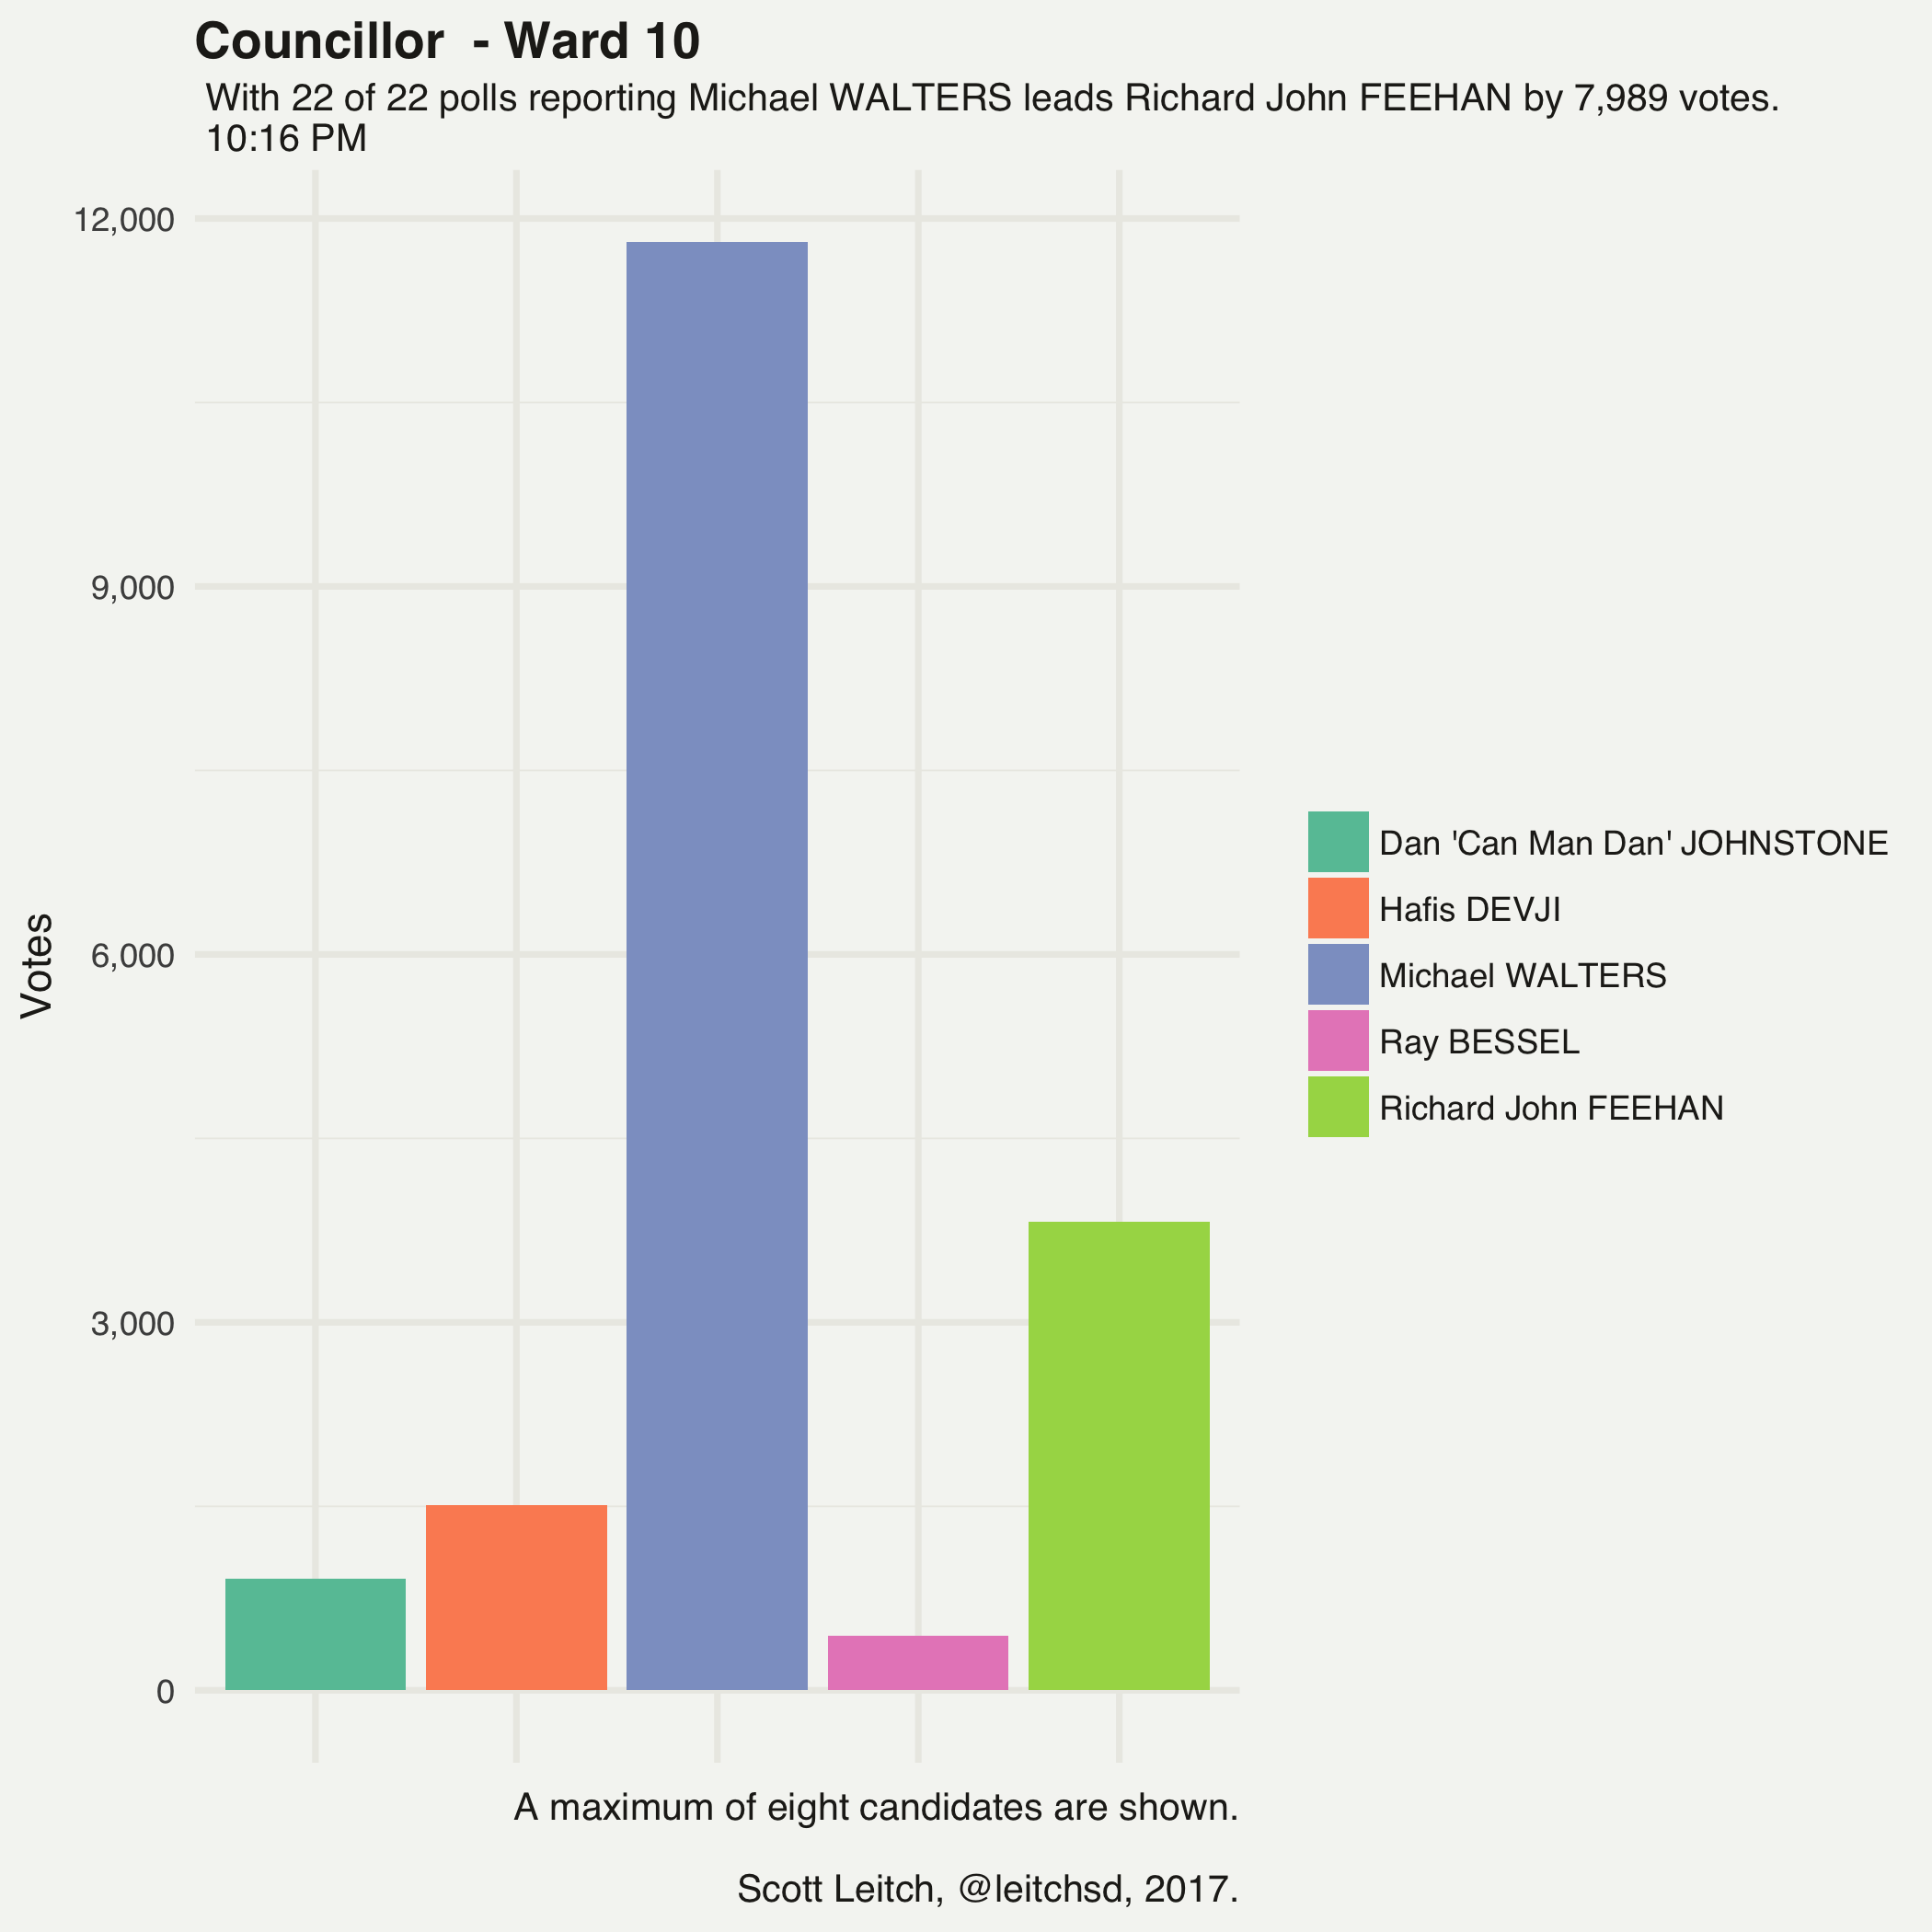 Councillor  - Ward 10
With 22 of 22 polls reporting Michael WALTERS leads Richard John FEEHAN by 7,989 votes.
10:16 PM
12,000
9,000
6,000
3,000
0
Votes
Dan 'Can Man Dan' JOHNSTONE
Hafis DEVJI
Michael WALTERS
Ray BESSEL
Richard John FEEHAN
A maximum of eight candidates are shown.
Scott Leitch, @leitchsd, 2017.